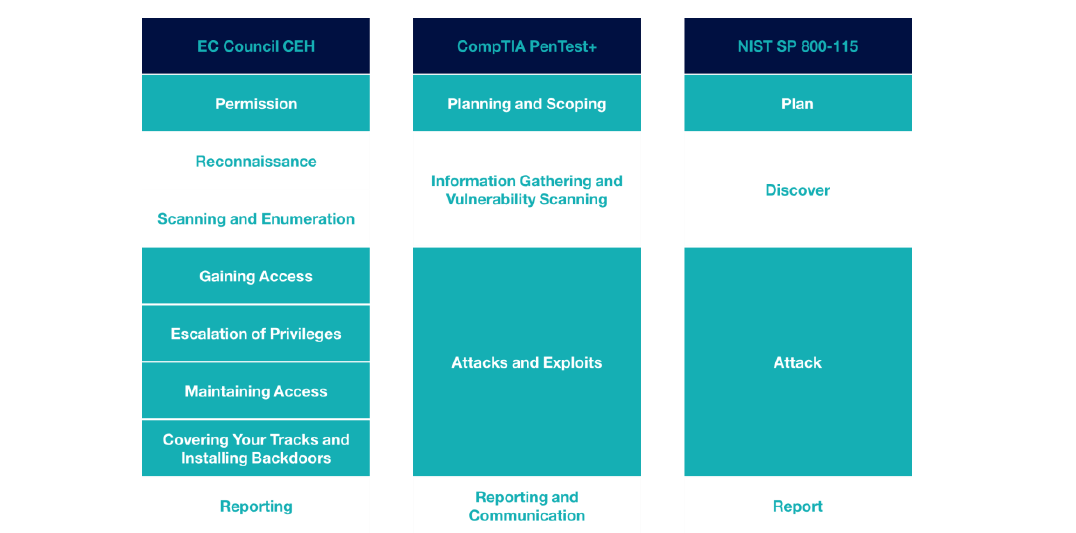 EC Council CEH
Permission
Reconnaissance
Scanning and Enumeration
Gaining Access
Escalation of Privileges
Maintaining Access
Covering Your Tracks and
Installing Backdoors
Reporting
CompTIA PenTest+
Planning and Scoping
Information Gathering and
Vulnerability Scanning
Attacks and Exploits
Reporting and
Communication
NIST SP 800-115
Plan
Discover
Attack
Report